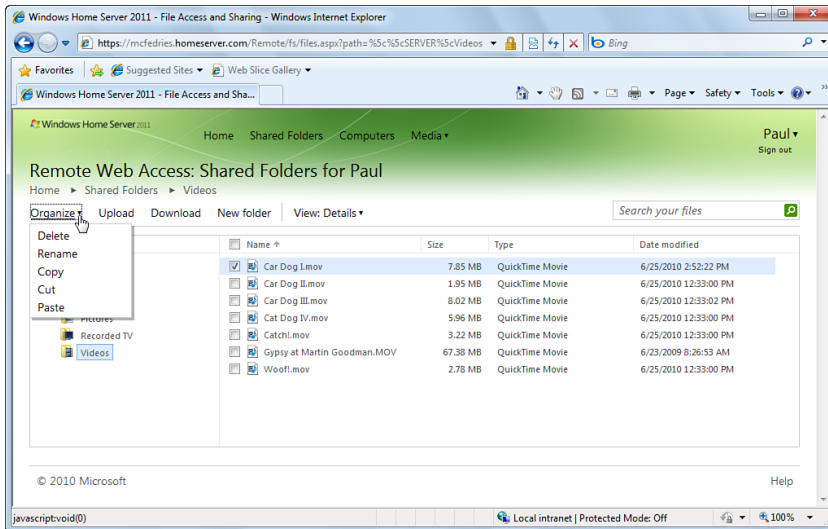 Windows Home Server 2011 - File Access and Sharing - Windows Internet Explorer
https://mcfedries.homeserver.com/Remote/fs/files.aspx?path=%5c%5cSERVER%5cVideos
Bing
Favorites Suggested Sites ▼ Web Slice Gallery ▼
Windows Home Server 2011 - File Access and Sha... Page ▼ Safety ▼ Tools ▼ »
Windows Home Server 2011
Home Shared Folders Computers Media ▾ Paul ▾
Sign out
Remote Web Access: Shared Folders for Paul
Home ▶ Shared Folders ▶ Videos
Organize ▾ Upload Download New folder View: Details ▾ Search your files
Delete
Rename
Copy
Cut
Paste
Pictures
Recorded TV
Videos
Name Size Type Date modified
Car Dog I.mov 7.85 MB QuickTime Movie 6/25/2010 2:52:22 PM
Car Dog II.mov 1.95 MB QuickTime Movie 6/25/2010 12:33:00 PM
Car Dog III.mov 8.02 MB QuickTime Movie 6/25/2010 12:33:02 PM
Cat Dog IV.mov 5.96 MB QuickTime Movie 6/25/2010 12:33:00 PM
Catch!.mov 3.22 MB QuickTime Movie 6/25/2010 12:33:00 PM
Gypsy at Martin Goodman.MOV 67.38 MB QuickTime Movie 6/23/2009 8:26:53 AM
Woof!.mov 2.78 MB QuickTime Movie 6/25/2010 12:33:00 PM
© 2010 Microsoft Help
javascript:void(0) Local intranet | Protected Mode: Off 100%